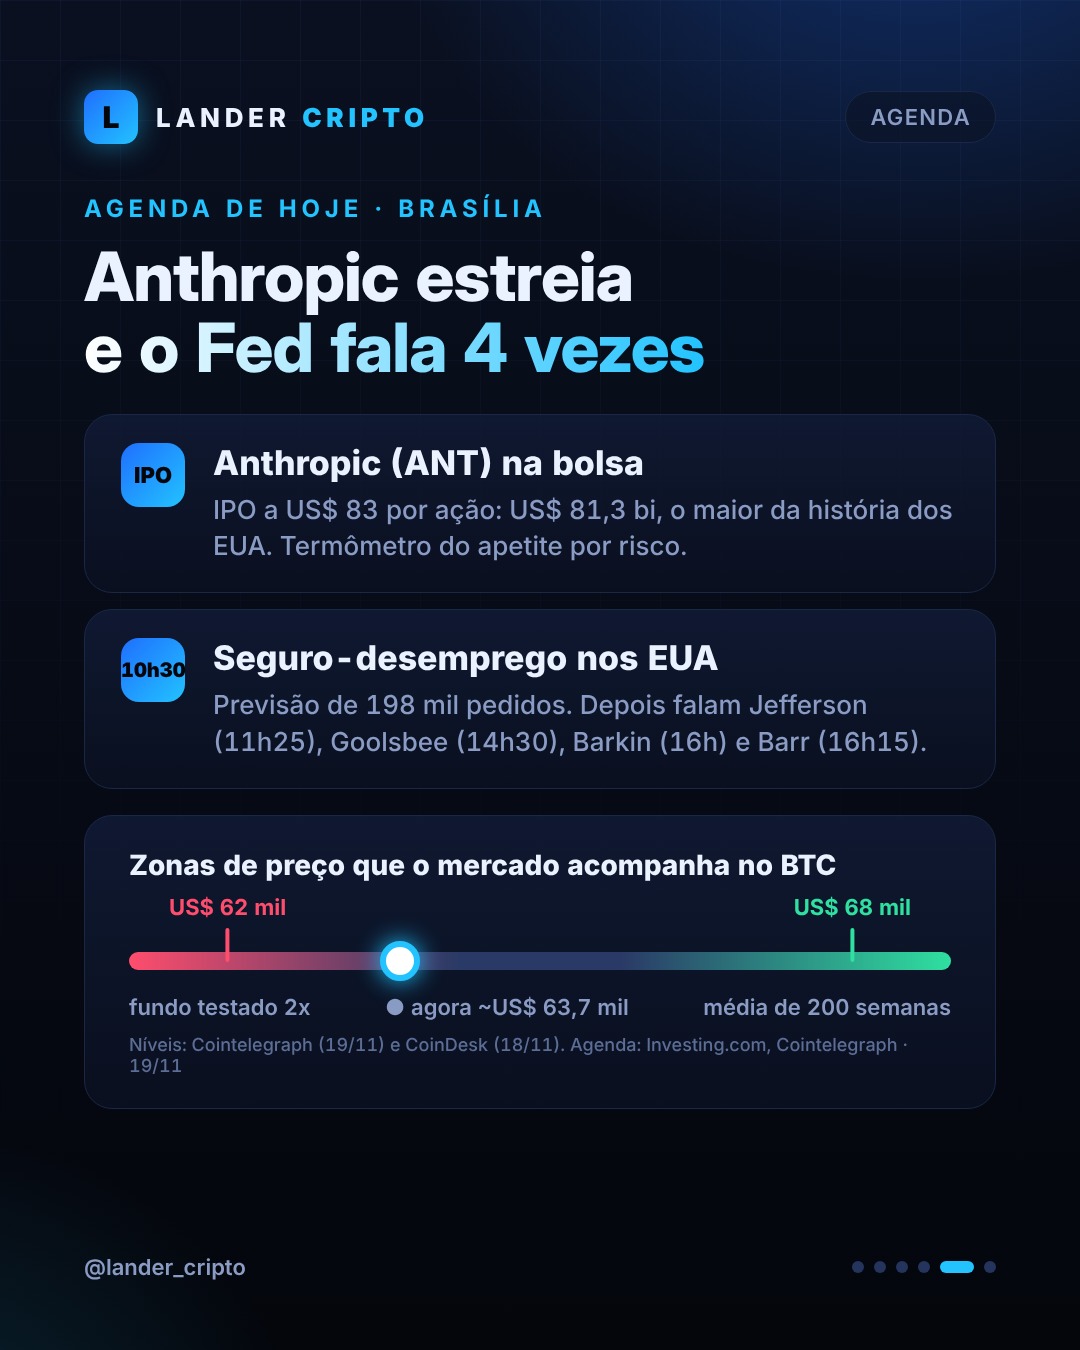 L LANDER CRIPTO
AGENDA
AGENDA DE HOJE · BRASÍLIA
Anthropic estreia
e o Fed fala 4 vezes
IPO
Anthropic (ANT) na bolsa
IPO a US$ 83 por ação: US$ 81,3 bi, o maior da história dos
EUA. Termômetro do apetite por risco.
10h30
Seguro-desemprego nos EUA
Previsão de 198 mil pedidos. Depois falam Jefferson
(11h25), Goolsbee (14h30), Barkin (16h) e Barr (16h15).
Zonas de preço que o mercado acompanha no BTC
US$ 62 mil
US$ 68 mil
fundo testado 2x
agora ~US$ 63,7 mil
média de 200 semanas
Níveis: Cointelegraph (19/11) e CoinDesk (18/11). Agenda: Investing.com, Cointelegraph ·
19/11
@lander_cripto